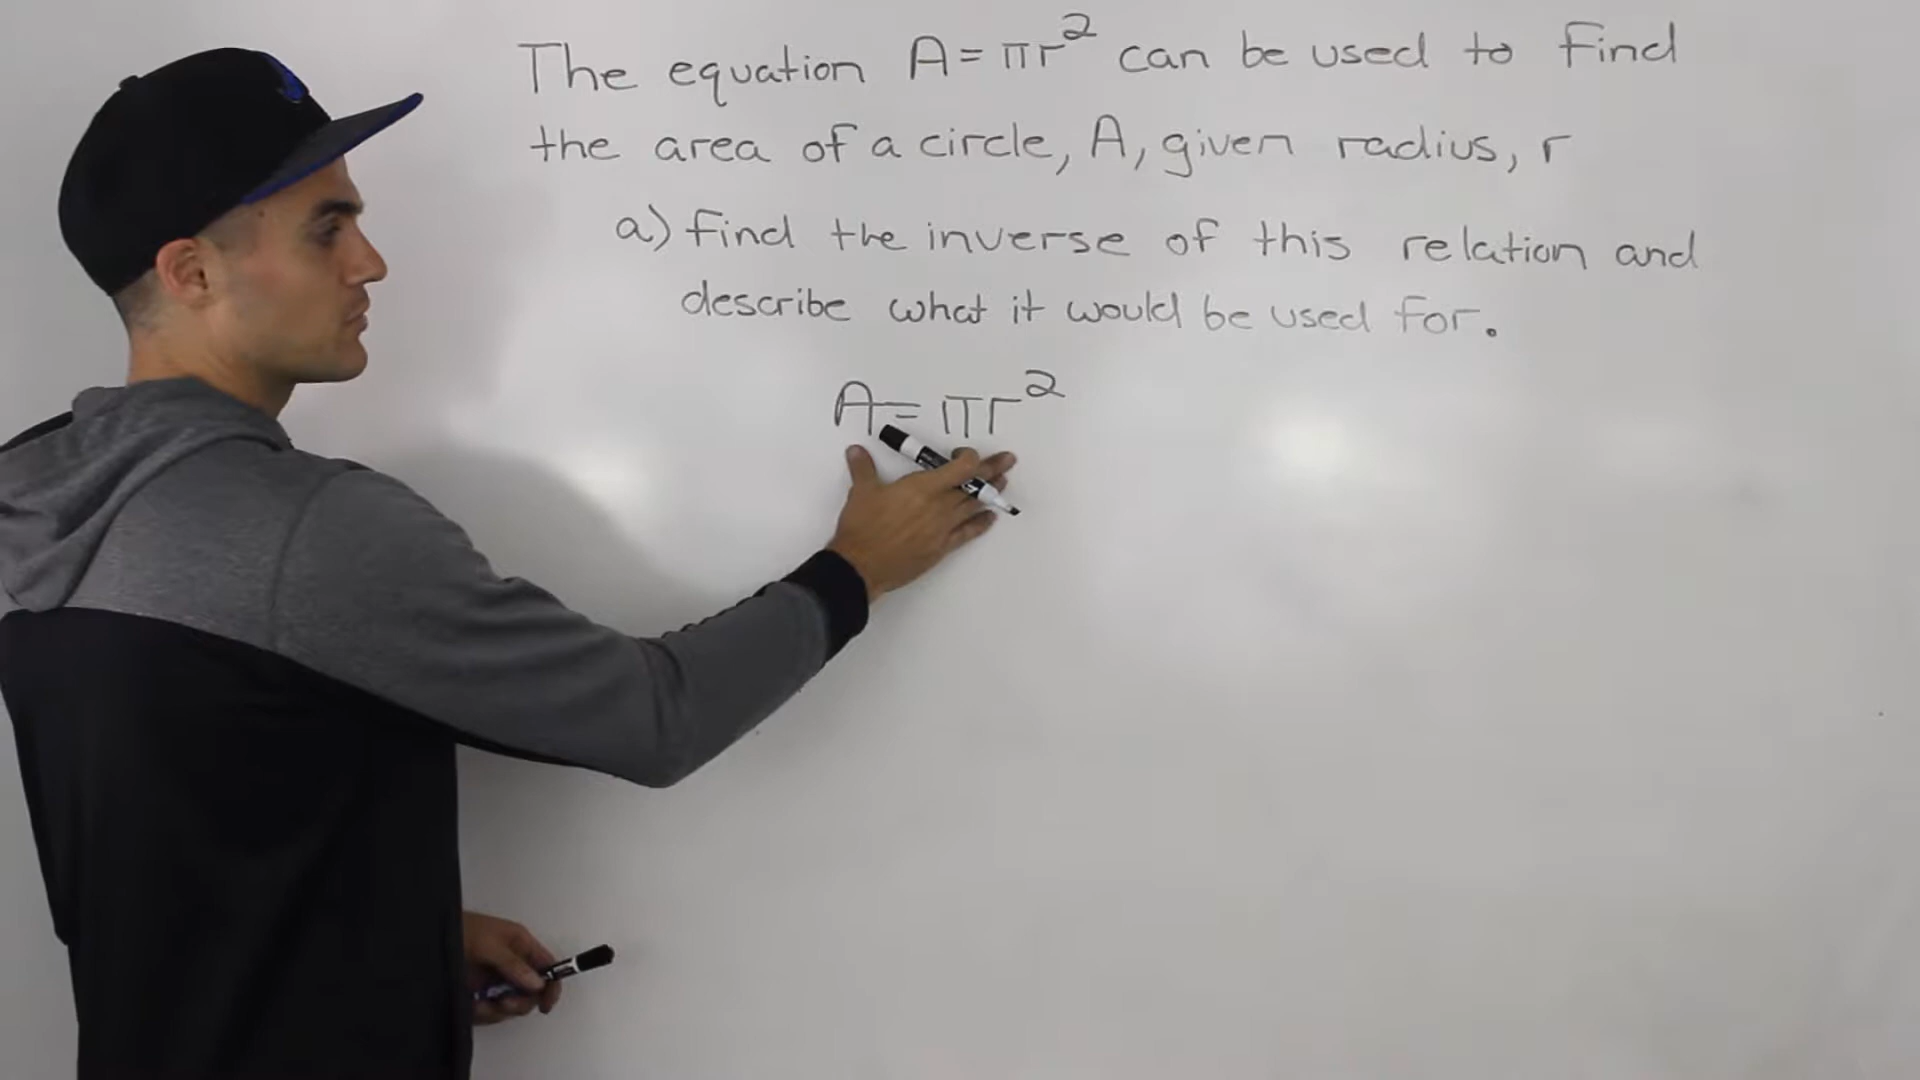 The equation A = πr² can be used to find
the area of a circle, A, given radius, r
a) find the inverse of this relation and
describe what it would be used for.
A = πr²